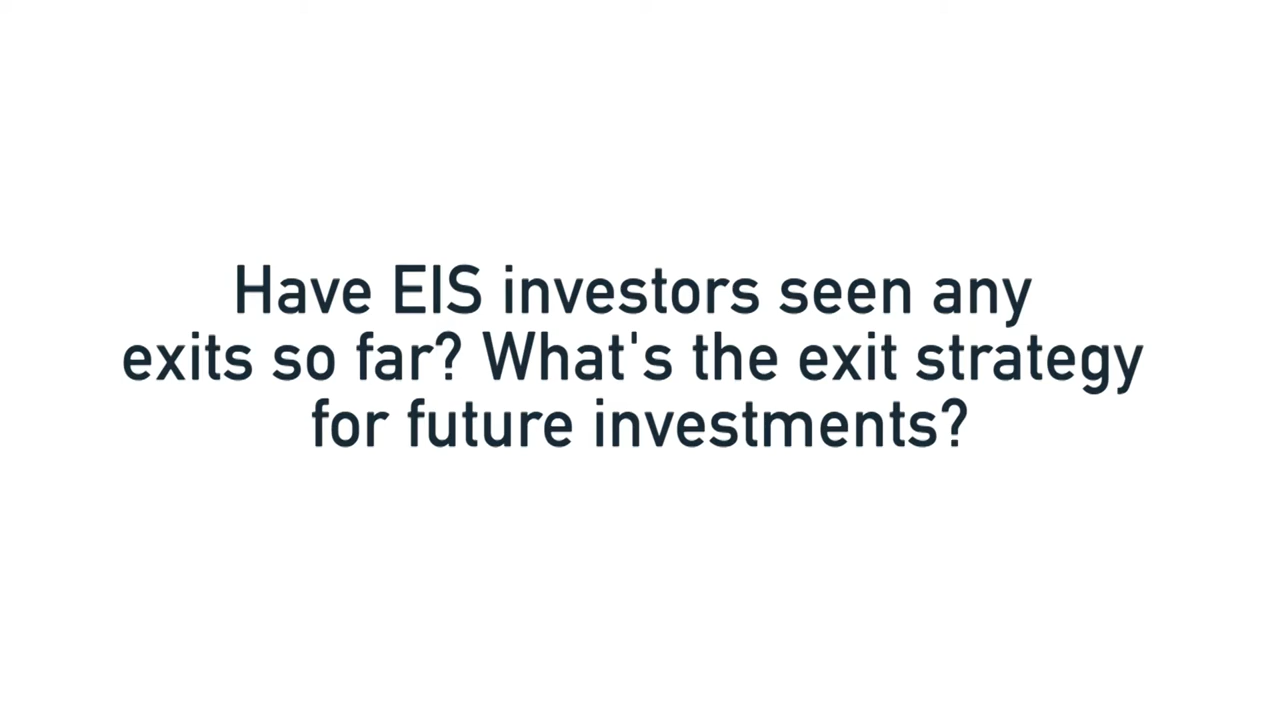 Have EIS investors seen any
exits so far? What's the exit strategy
for future investments?